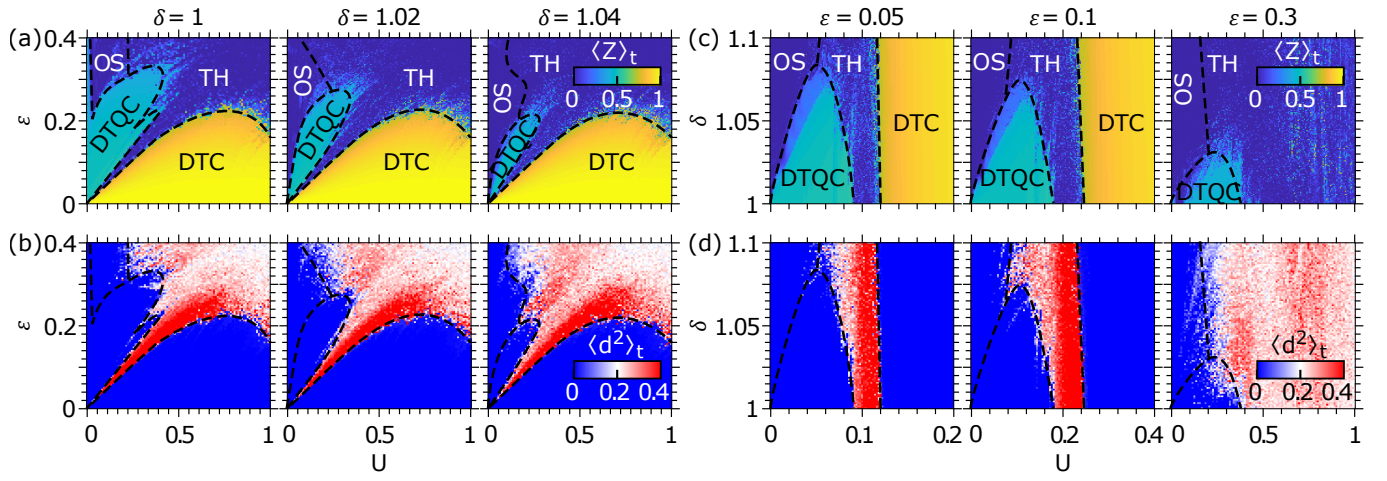 δ = 1 δ = 1.02 δ = 1.04 ε = 0.05 ε = 0.1 ε = 0.3
(a) 0.4 OS TH DTQC DTC 0.2 0 ε
OS TH DTQC DTC
OS TH DTQC DTC ⟨Z⟩t 0 0.5 1
(c) 1.1 OS TH DTQC DTC 1.05 1 δ
OS TH DTQC DTC
OS TH DTQC ⟨Z⟩t 0 0.5 1
(b) 0.4 0.2 0 ε
⟨d²⟩t 0 0.2 0.4
(d) 1.1 1.05 1 δ
⟨d²⟩t 0 0.2 0.4
0 0.5 1 0 0.5 1 0 0.5 1 0 0.1 0.2 0 0.2 0.4 0 0.5 1
U U